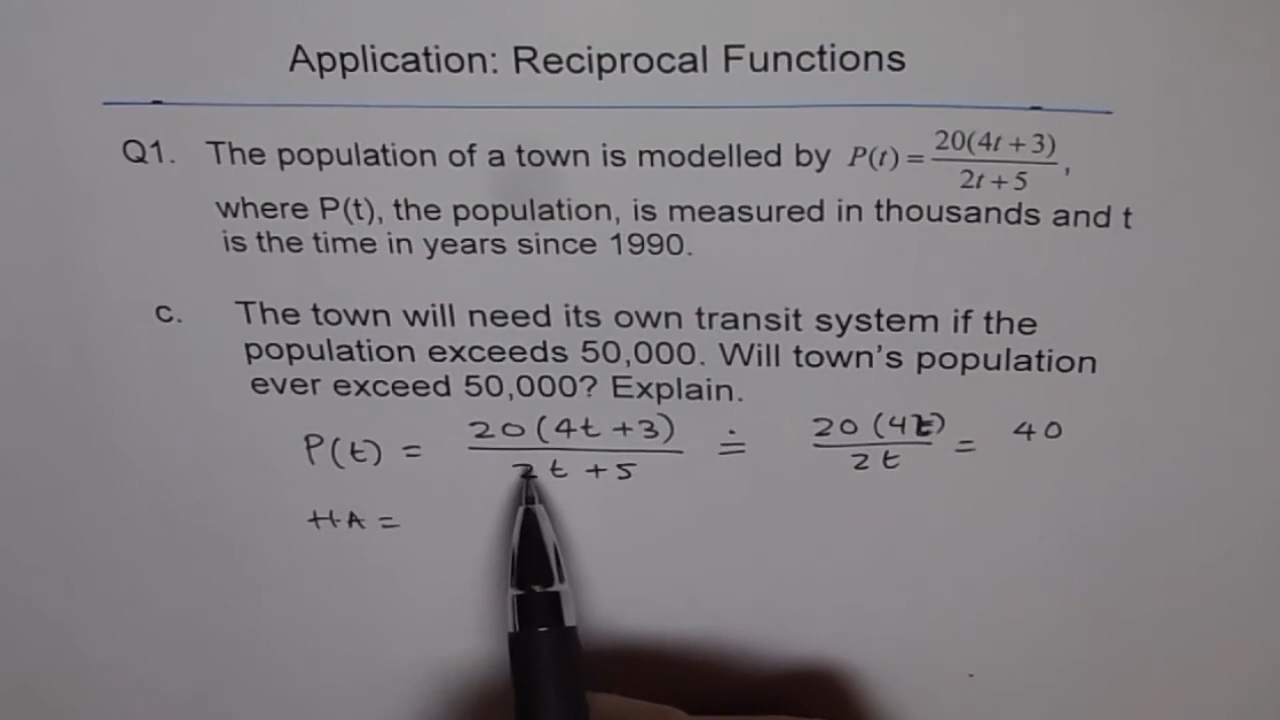 Application: Reciprocal Functions
Q1. The population of a town is modelled by P(t) = 20(4t + 3) / 2t + 5 ,
where P(t), the population, is measured in thousands and t
is the time in years since 1990.
c. The town will need its own transit system if the
population exceeds 50,000. Will town's population
ever exceed 50,000? Explain.
P(t) = 20(4t + 3) / 2t + 5 ≐ 20(4t) / 2t = 40
HA =